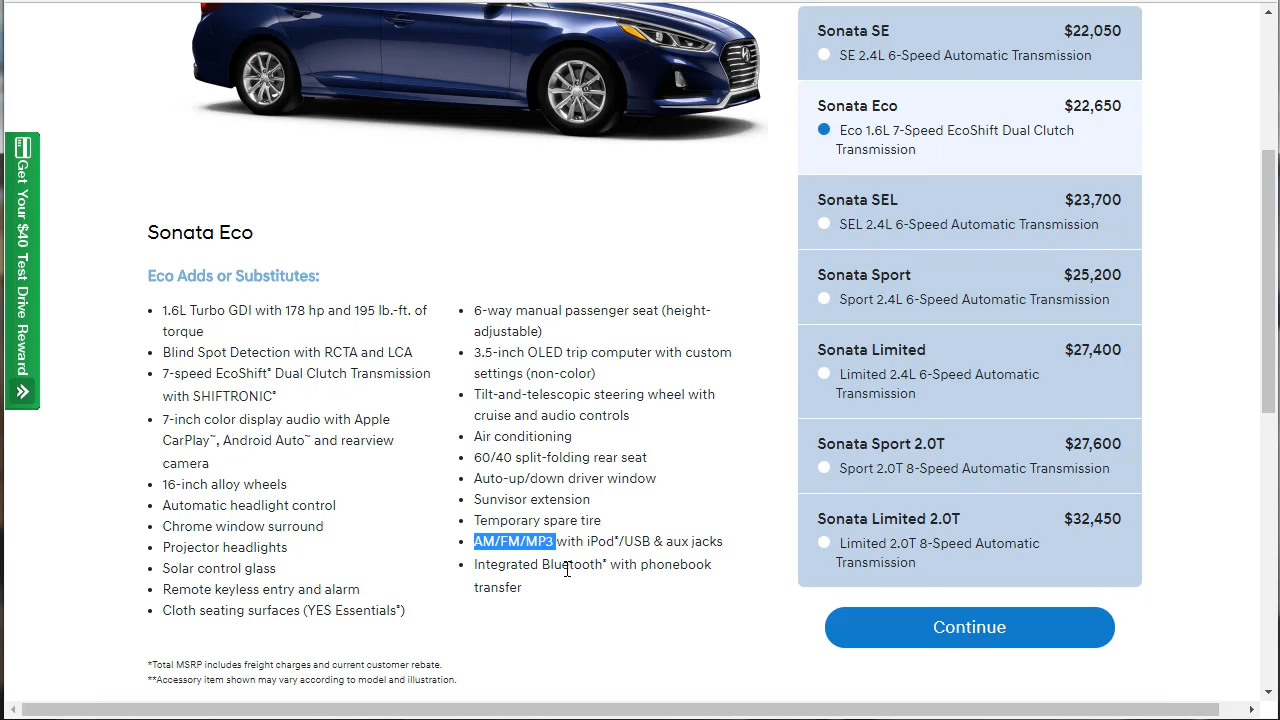 Get Your $40 Test Drive Reward
Sonata Eco
Eco Adds or Substitutes:
• 1.6L Turbo GDI with 178 hp and 195 lb.-ft. of
torque
• Blind Spot Detection with RCTA and LCA
• 7-speed EcoShift® Dual Clutch Transmission
with SHIFTRONIC®
• 7-inch color display audio with Apple
CarPlay™, Android Auto™ and rearview
camera
• 16-inch alloy wheels
• Automatic headlight control
• Chrome window surround
• Projector headlights
• Solar control glass
• Remote keyless entry and alarm
• Cloth seating surfaces (YES Essentials®)
• 6-way manual passenger seat (height-
adjustable)
• 3.5-inch OLED trip computer with custom
settings (non-color)
• Tilt-and-telescopic steering wheel with
cruise and audio controls
• Air conditioning
• 60/40 split-folding rear seat
• Auto-up/down driver window
• Sunvisor extension
• Temporary spare tire
• AM/FM/MP3 with iPod®/USB & aux jacks
• Integrated Bluetooth® with phonebook
transfer
*Total MSRP includes freight charges and current customer rebate.
**Accessory item shown may vary according to model and illustration.
Sonata SE $22,050
SE 2.4L 6-Speed Automatic Transmission
Sonata Eco $22,650
Eco 1.6L 7-Speed EcoShift Dual Clutch
Transmission
Sonata SEL $23,700
SEL 2.4L 6-Speed Automatic Transmission
Sonata Sport $25,200
Sport 2.4L 6-Speed Automatic Transmission
Sonata Limited $27,400
Limited 2.4L 6-Speed Automatic
Transmission
Sonata Sport 2.0T $27,600
Sport 2.0T 8-Speed Automatic Transmission
Sonata Limited 2.0T $32,450
Limited 2.0T 8-Speed Automatic
Transmission
Continue